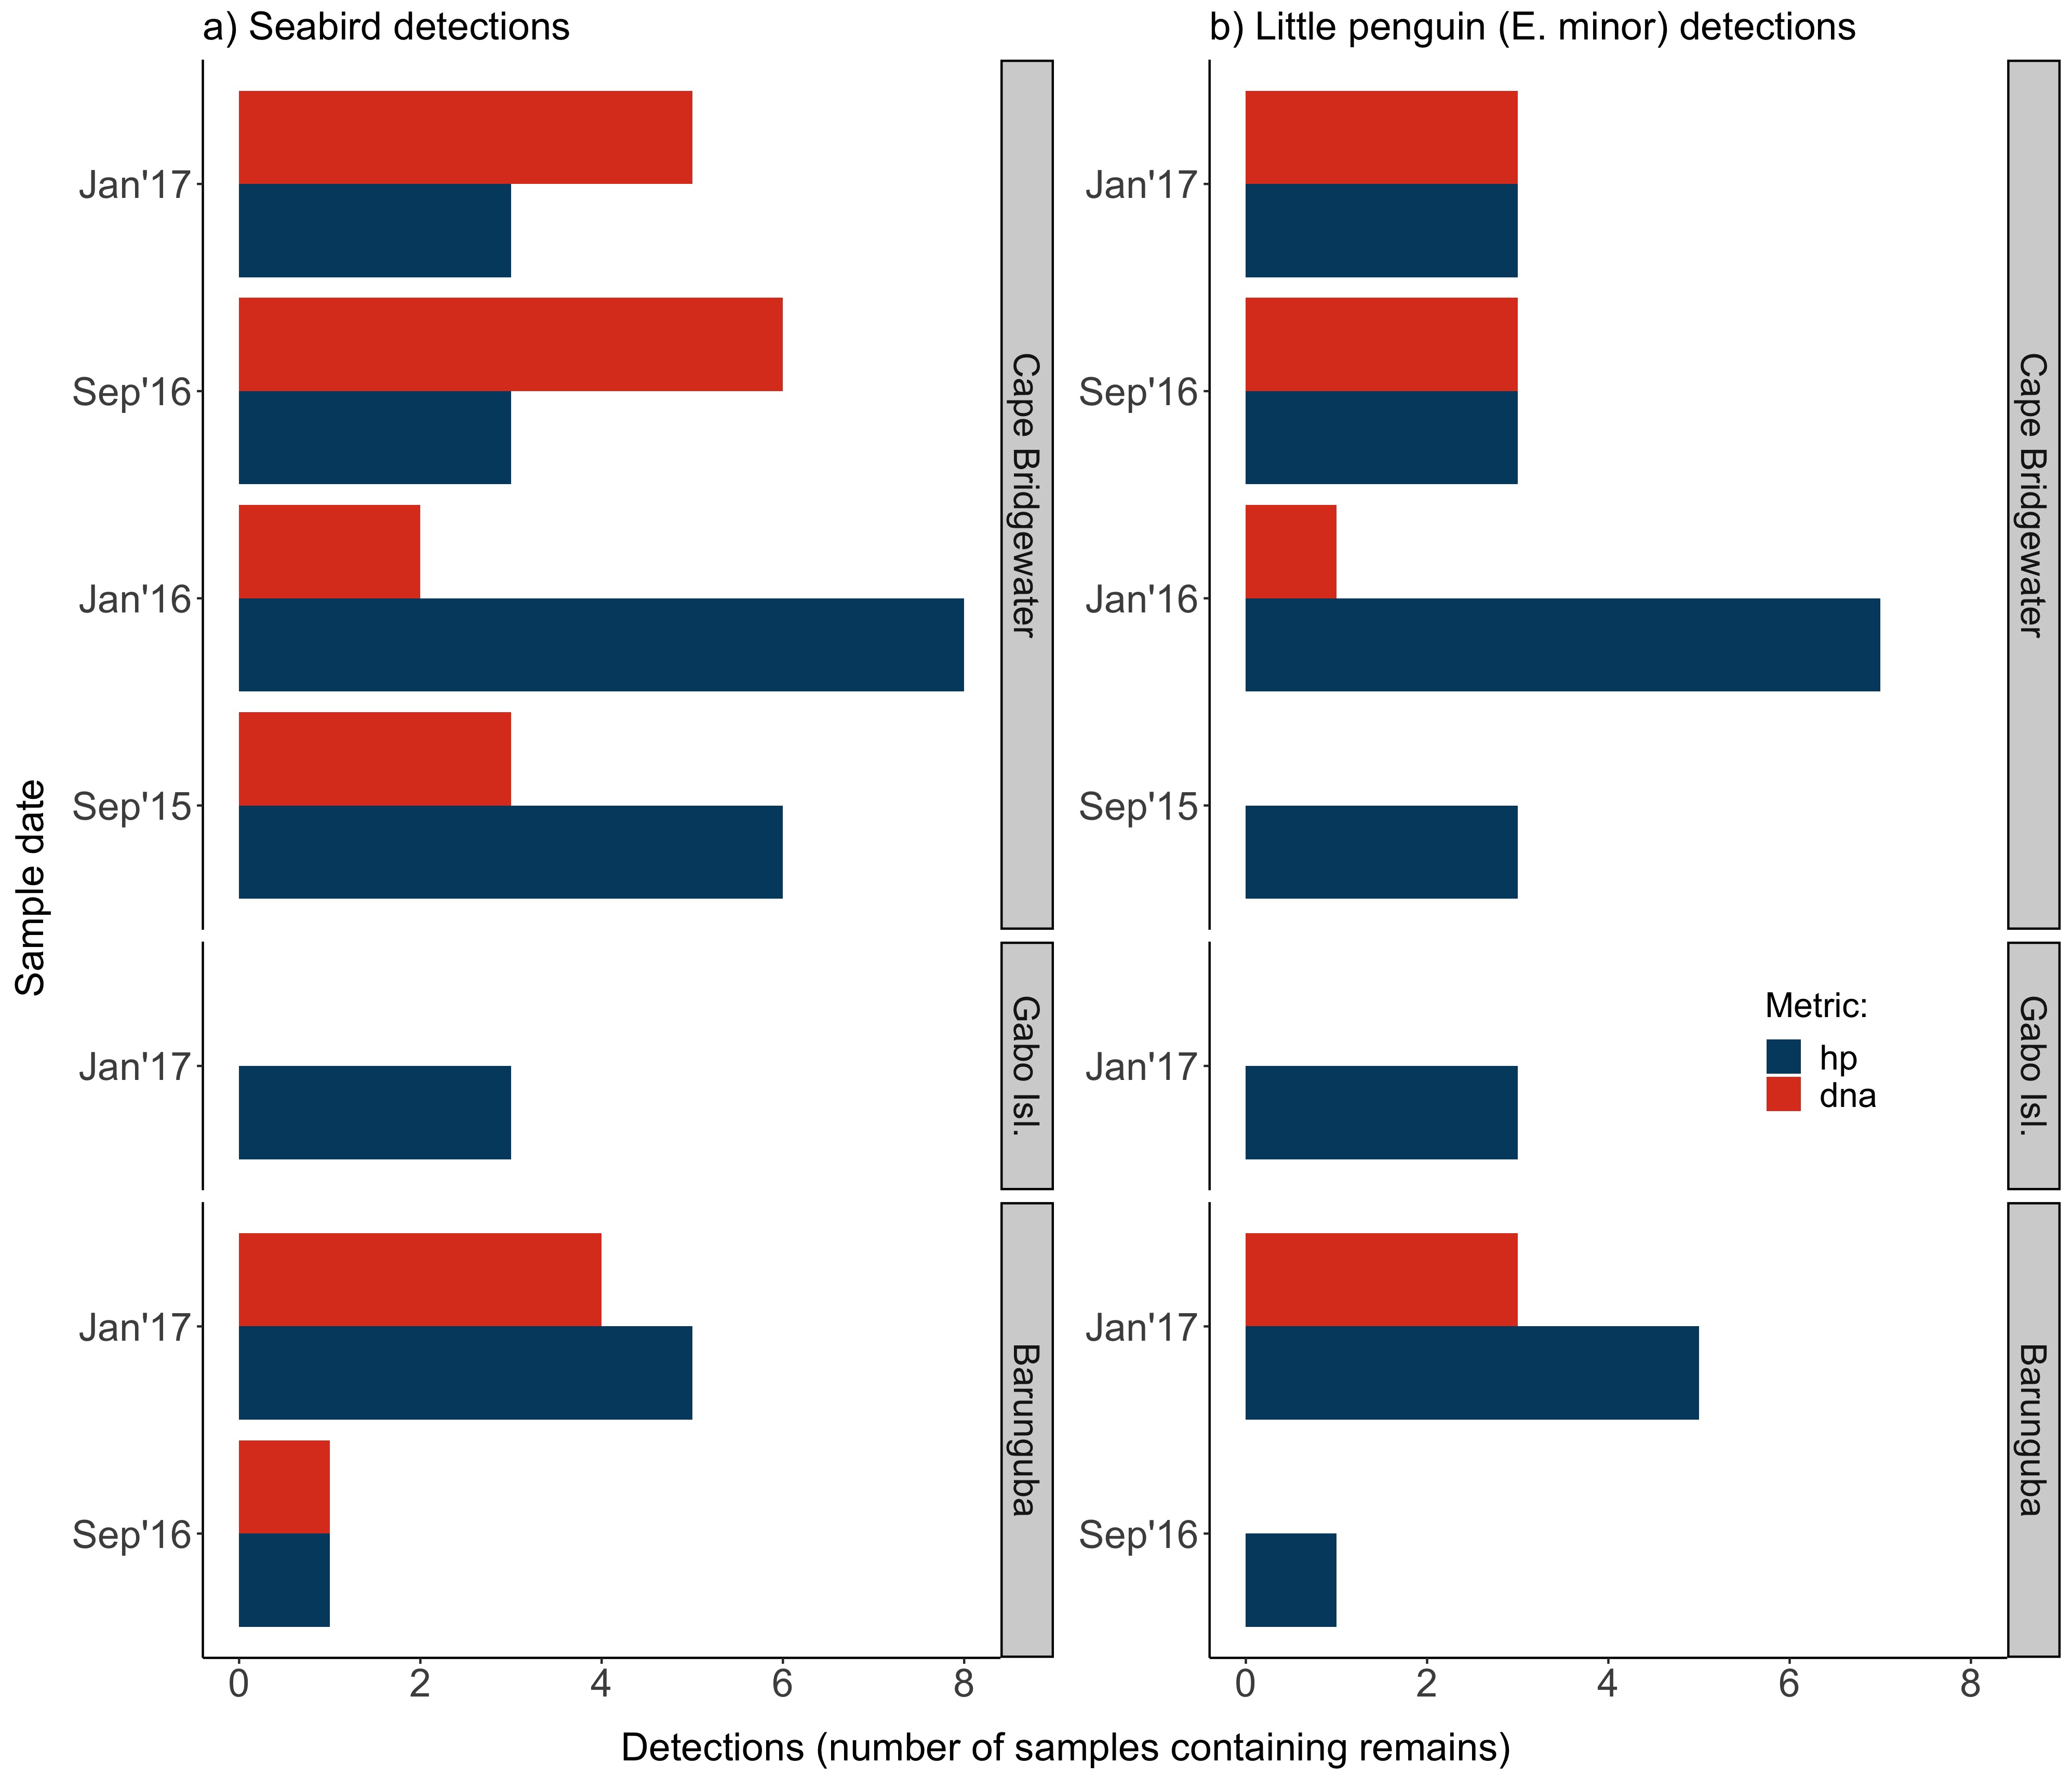 a) Seabird detections
b) Little penguin (E. minor) detections
Sample date
Jan'17
Sep'16
Jan'16
Sep'15
Cape Bridgewater
Jan'17
Gabo Isl.
Jan'17
Sep'16
Barunguba
0 2 4 6 8
Jan'17
Sep'16
Jan'16
Sep'15
Cape Bridgewater
Jan'17
Metric:
hp
dna
Gabo Isl.
Jan'17
Sep'16
Barunguba
0 2 4 6 8
Detections (number of samples containing remains)